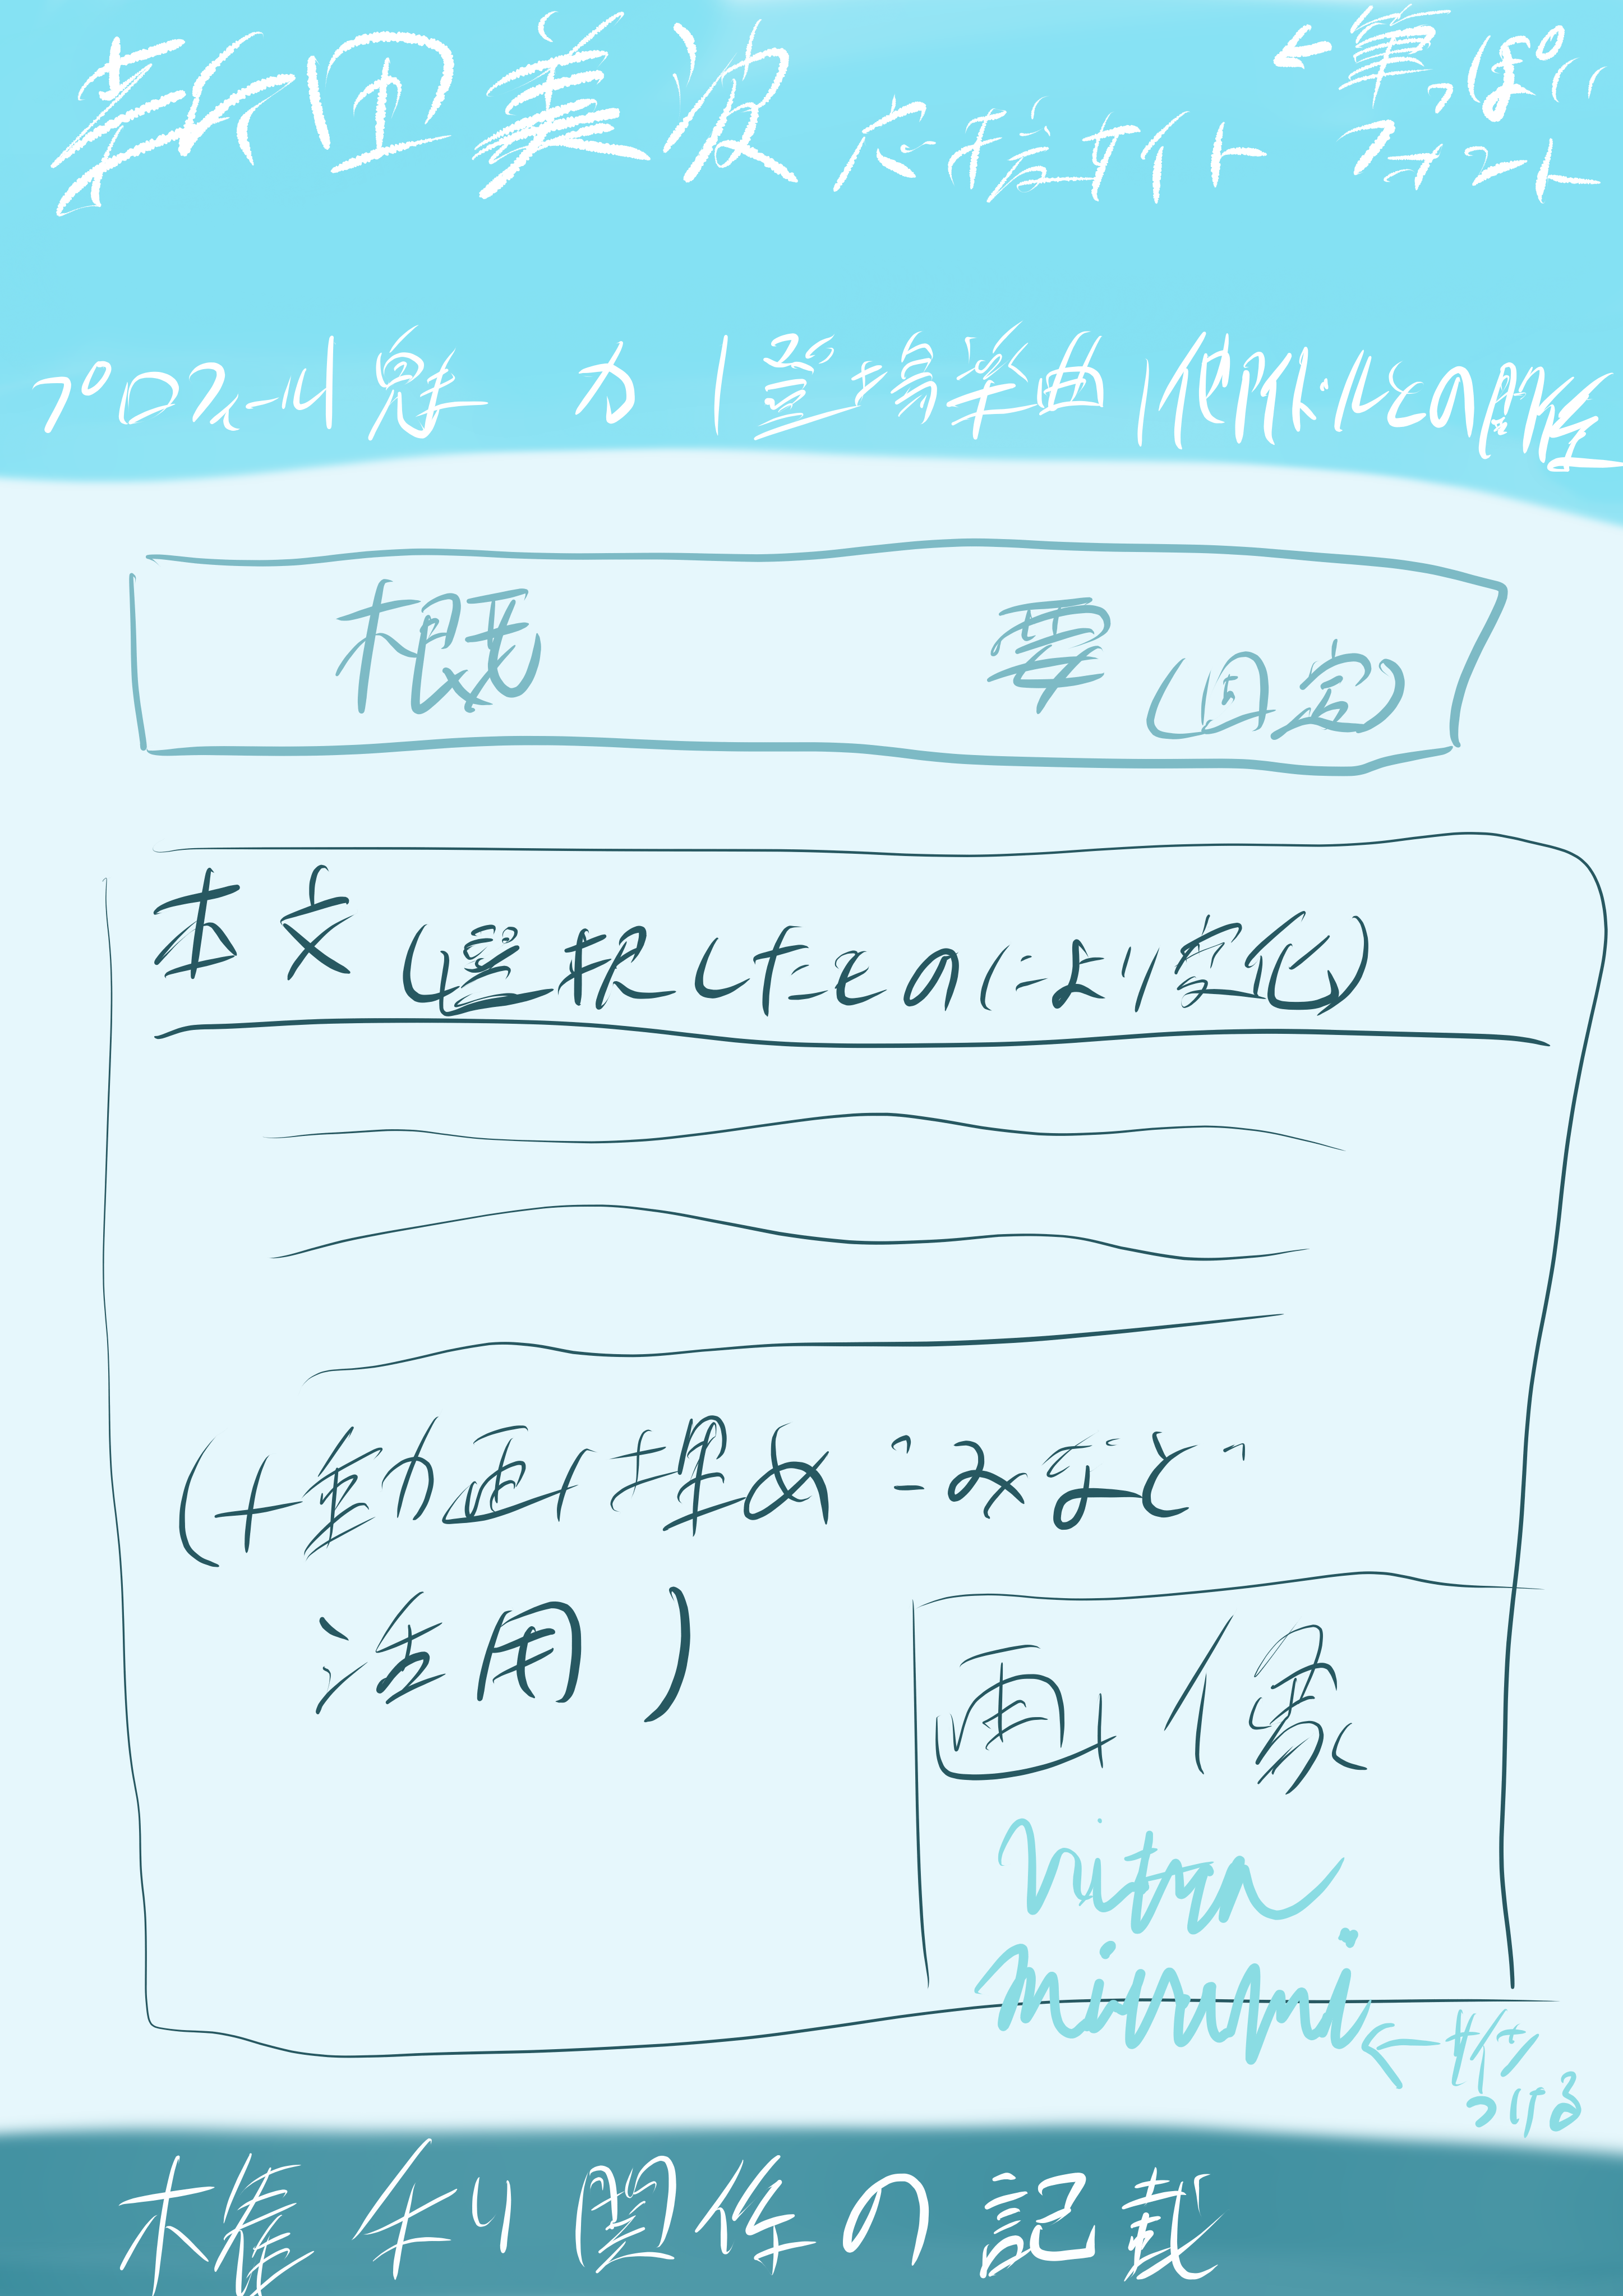 新田美波 応援サイト ←筆っぽい
フォント
プロフィール|魅 力|登場楽曲|他アイドルとの関係
概 要 (固定)
本文 (選択したものにより変化)
(+動画埋めこみなど
活用)
画像
nitta
minami ←サイン
つける
権利関係の記載